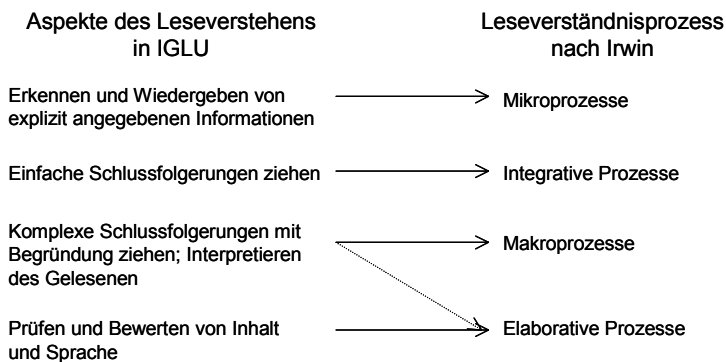 Aspekte des Leseverstehens
in IGLU
Leseverständnisprozess
nach Irwin
Erkennen und Wiedergeben von
explizit angegebenen Informationen
Mikroprozesse
Einfache Schlussfolgerungen ziehen
Integrative Prozesse
Komplexe Schlussfolgerungen mit
Begründung ziehen; Interpretieren
des Gelesenen
Makroprozesse
Prüfen und Bewerten von Inhalt
und Sprache
Elaborative Prozesse